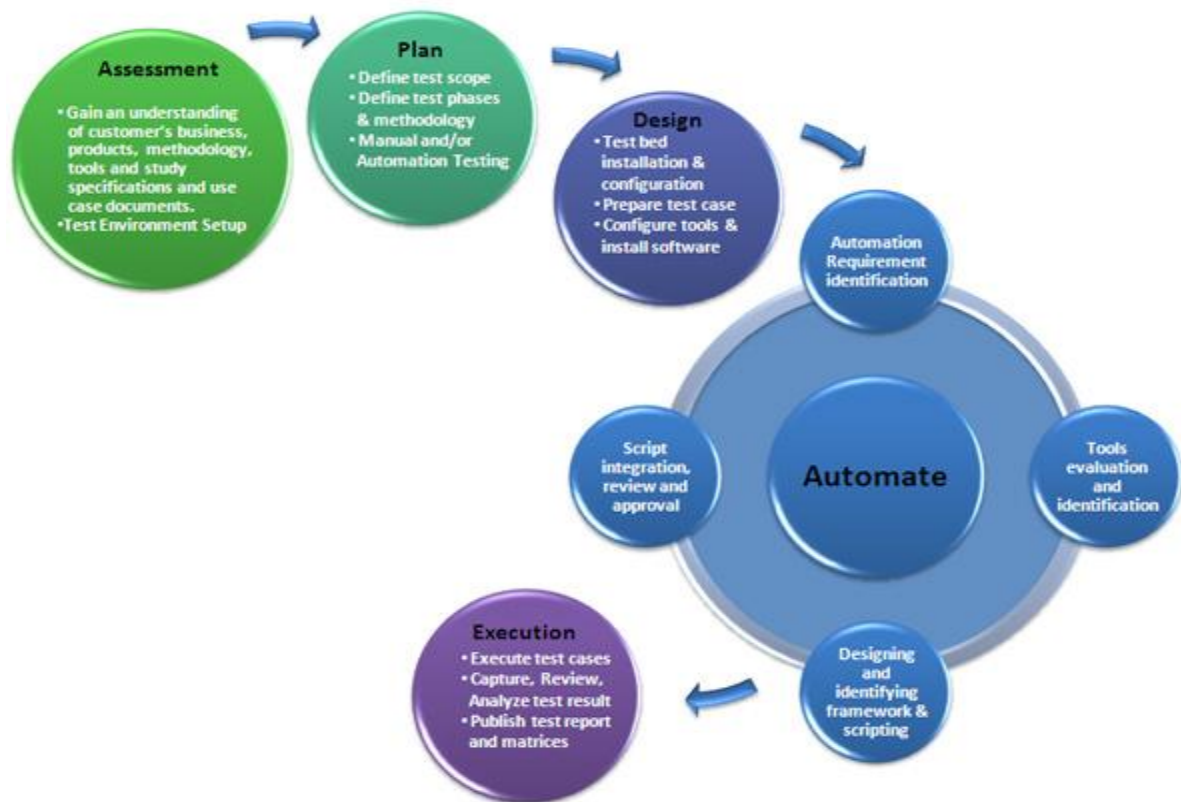 Assessment
• Gain an understanding
of customer's business,
products, methodology,
tools and study
specifications and use
case documents.
•Test Environment Setup
Plan
• Define test scope
• Define test phases
& methodology
• Manual and/or
Automation Testing
Design
• Test bed
installation &
configuration
• Prepare test case
• Configure tools &
install software
Automation
Requirement
identification
Tools
evaluation
and
identification
Automate
Script
integration,
review and
approval
Designing
and
identifying
framework &
scripting
Execution
• Execute test cases
• Capture, Review,
Analyze test result
• Publish test report
and matrices